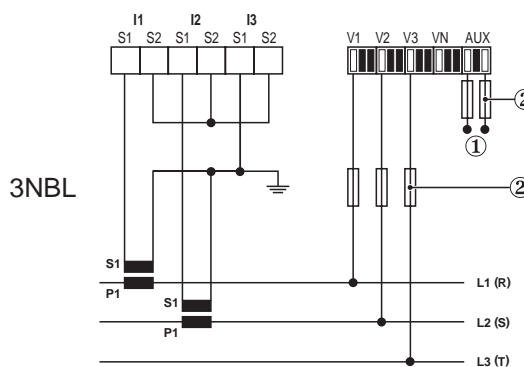 I1 I2 I3
S1 S2 S1 S2 S1 S2
V1 V2 V3 VN AUX
2
1
3NBL
2
S1
P1
L1 (R)
S1
P1
L2 (S)
L3 (T)